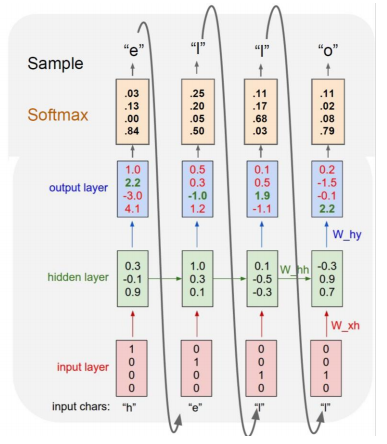 “e” “l” “l” “o”
Sample
Softmax
.03 .25 .11 .11
.13 .20 .17 .02
.00 .05 .68 .08
.84 .50 .03 .79
output layer
1.0 0.5 0.1 0.2
2.2 0.3 0.5 -1.5
-3.0 -1.0 1.9 -0.1
4.1 1.2 -1.1 2.2
W_hy
hidden layer
0.3 1.0 0.1 -0.3
-0.1 0.3 -0.5 0.9
0.9 0.1 -0.3 0.7
W_hh
W_xh
input layer
1 0 0 0
0 1 0 0
0 0 1 1
0 0 0 0
input chars: “h” “e” “l” “l”